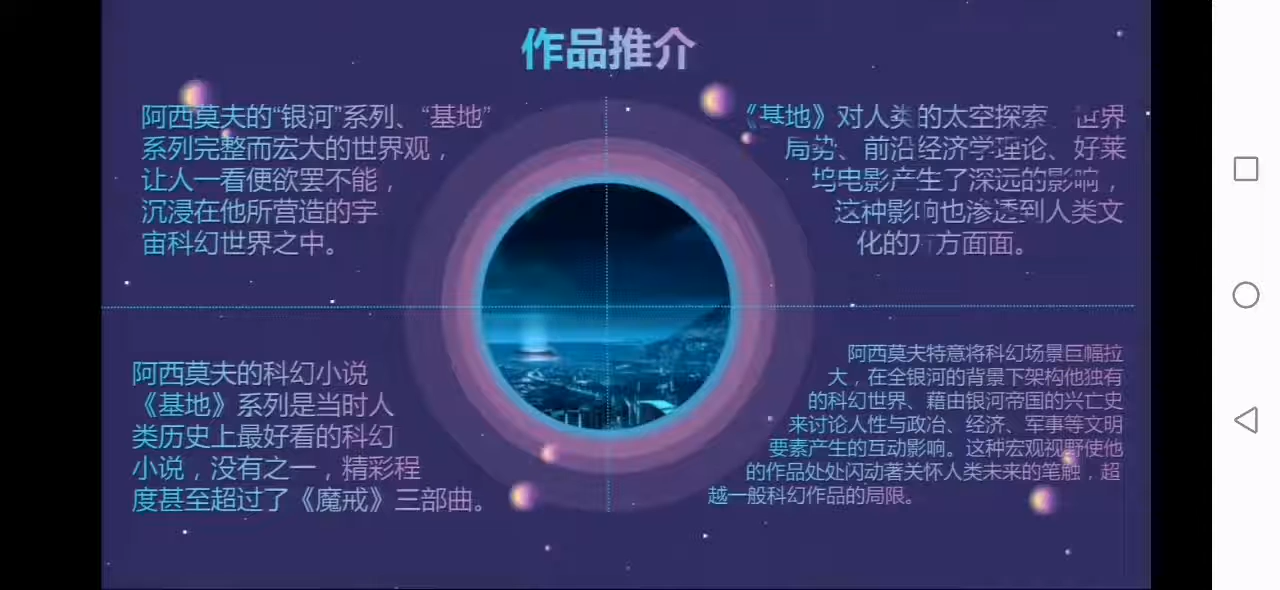 作品推介
阿西莫夫的“银河”系列、“基地”
系列完整而宏大的世界观，
让人一看便欲罢不能，
沉浸在他所营造的宇
宙科幻世界之中。
《基地》对人类的太空探索、世界
局势、前沿经济学理论、好莱
坞电影产生了深远的影响，
这种影响也渗透到人类文
化的方方面面。
阿西莫夫的科幻小说
《基地》系列是当时人
类历史上最好看的科幻
小说，没有之一，精彩程
度甚至超过了《魔戒》三部曲。
阿西莫夫特意将科幻场景巨幅拉
大，在全银河的背景下架构他独有
的科幻世界、藉由银河帝国的兴亡史
来讨论人性与政治、经济、军事等文明
要素产生的互动影响。这种宏观视野使他
的作品处处闪动著关怀人类未来的笔触，超
越一般科幻作品的局限。